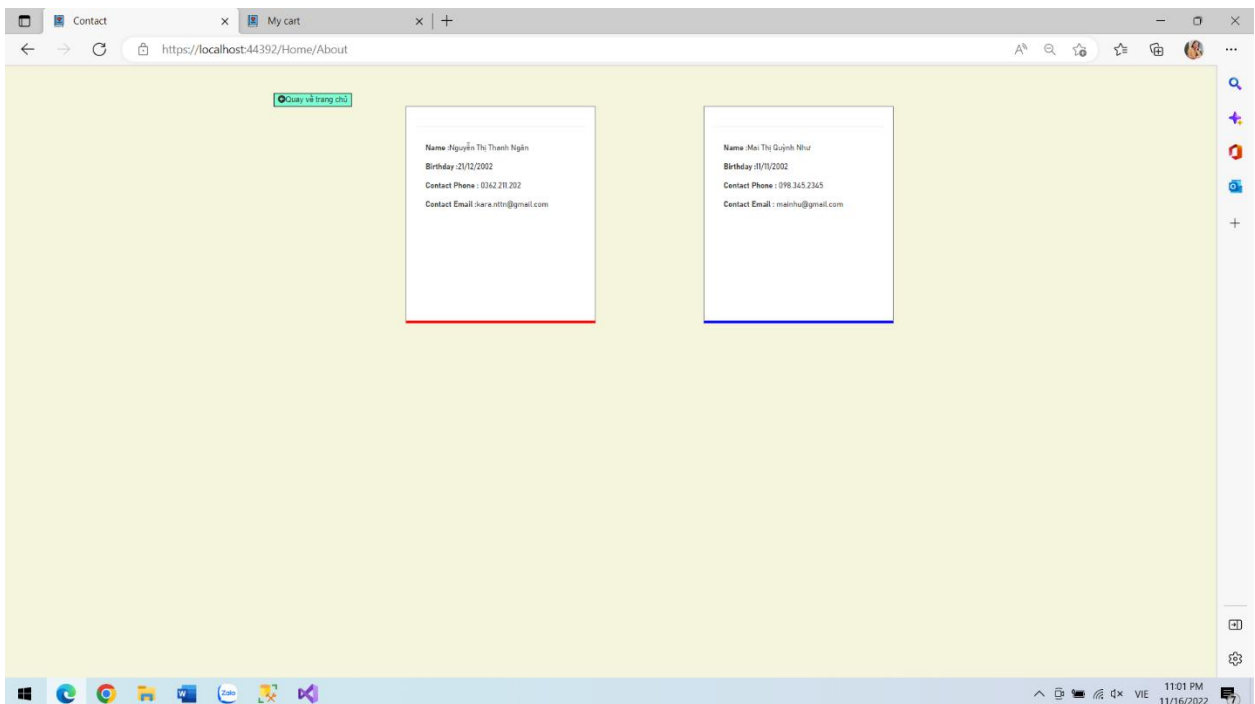 Contact
My cart
https://localhost:44392/Home/About
Quay về trang chủ
Name :Nguyễn Thị Thanh Ngân
Birthday :21/12/2002
Contact Phone : 0362.211.202
Contact Email :kara.nttn@gmail.com
Name :Mai Thị Quỳnh Như
Birthday :11/11/2002
Contact Phone : 098.345.2345
Contact Email : mainhu@gmail.com
Zalo
VIE
11:01 PM
11/16/2022
7